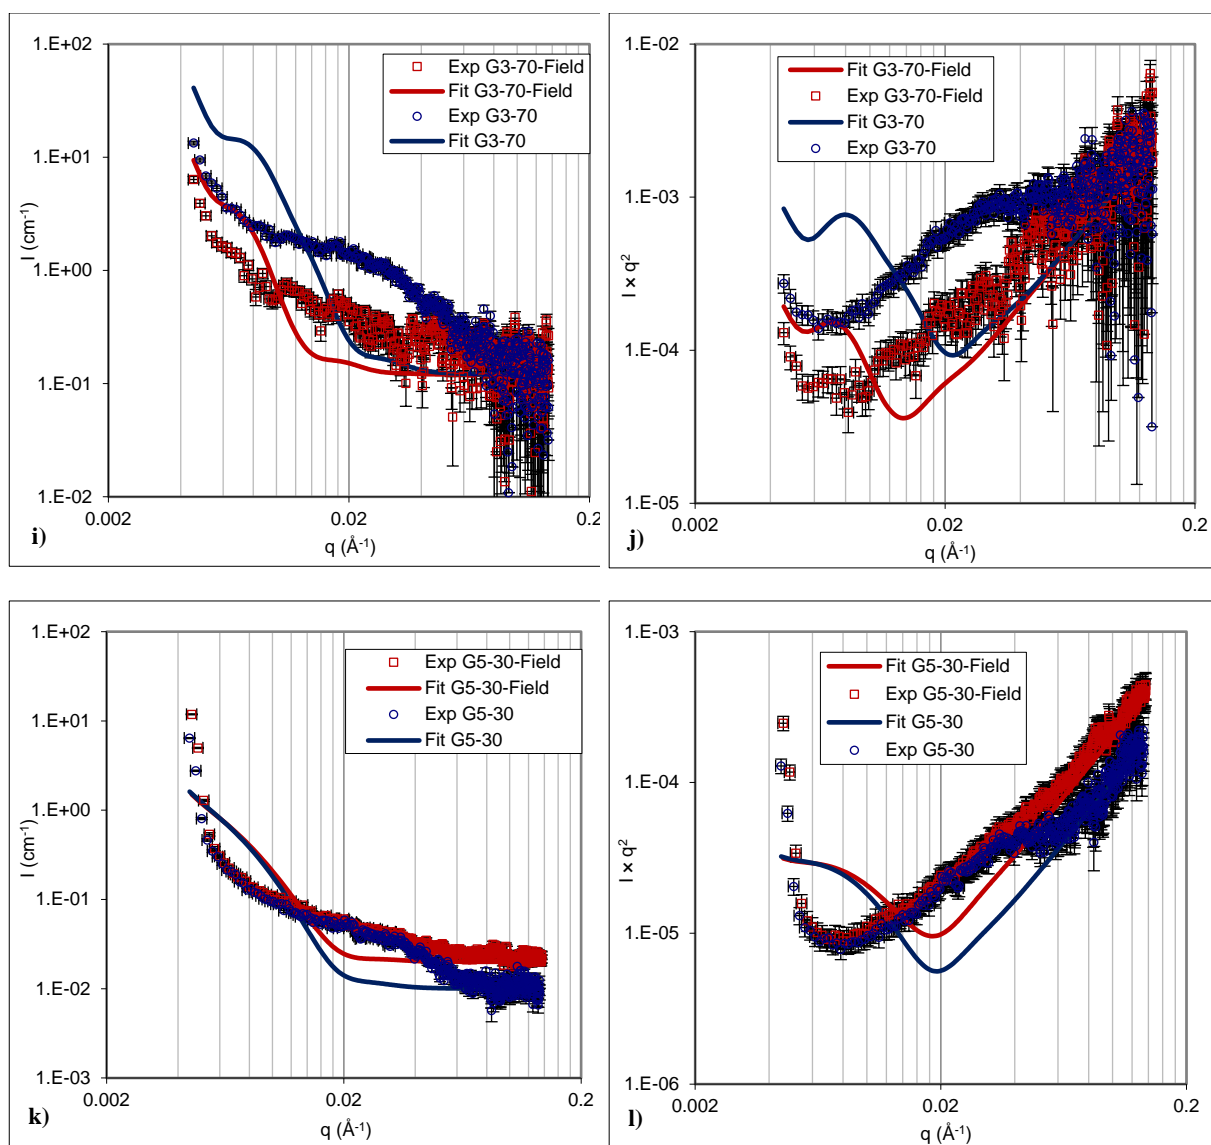 1.E+02
1.E+01
1.E+00
1.E-01
1.E-02
I (cm⁻¹)
Exp G3-70-Field
Fit G3-70-Field
Exp G3-70
Fit G3-70
0.002
0.02
0.2
q (Å⁻¹)
i)
1.E-02
1.E-03
1.E-04
1.E-05
I × q²
Fit G3-70-Field
Exp G3-70-Field
Fit G3-70
Exp G3-70
0.002
0.02
0.2
q (Å⁻¹)
j)
1.E+02
1.E+01
1.E+00
1.E-01
1.E-02
1.E-03
I (cm⁻¹)
Exp G5-30-Field
Fit G5-30-Field
Exp G5-30
Fit G5-30
0.002
0.02
0.2
q (Å⁻¹)
k)
1.E-03
1.E-04
1.E-05
1.E-06
I × q²
Fit G5-30-Field
Exp G5-30-Field
Fit G5-30
Exp G5-30
0.002
0.02
0.2
q (Å⁻¹)
l)